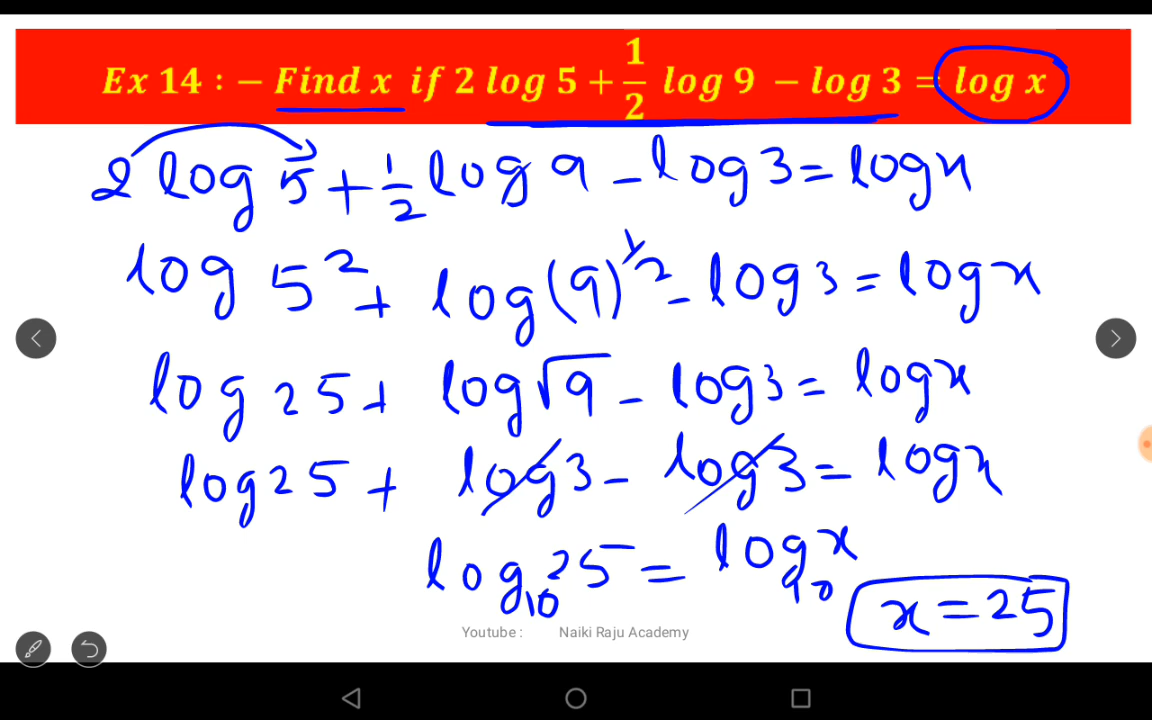 Ex 14 : − Find x if 2 log 5 + 1/2 log 9 − log 3 = log x
2 log 5 + 1/2 log 9 − log 3 = log x
log 5² + log (9)^1/2 − log 3 = log x
log 25 + log √9 − log 3 = log x
log 25 + log 3 − log 3 = log x
log₁₀ 25 = log₁₀ x
x = 25
Youtube : Naiki Raju Academy